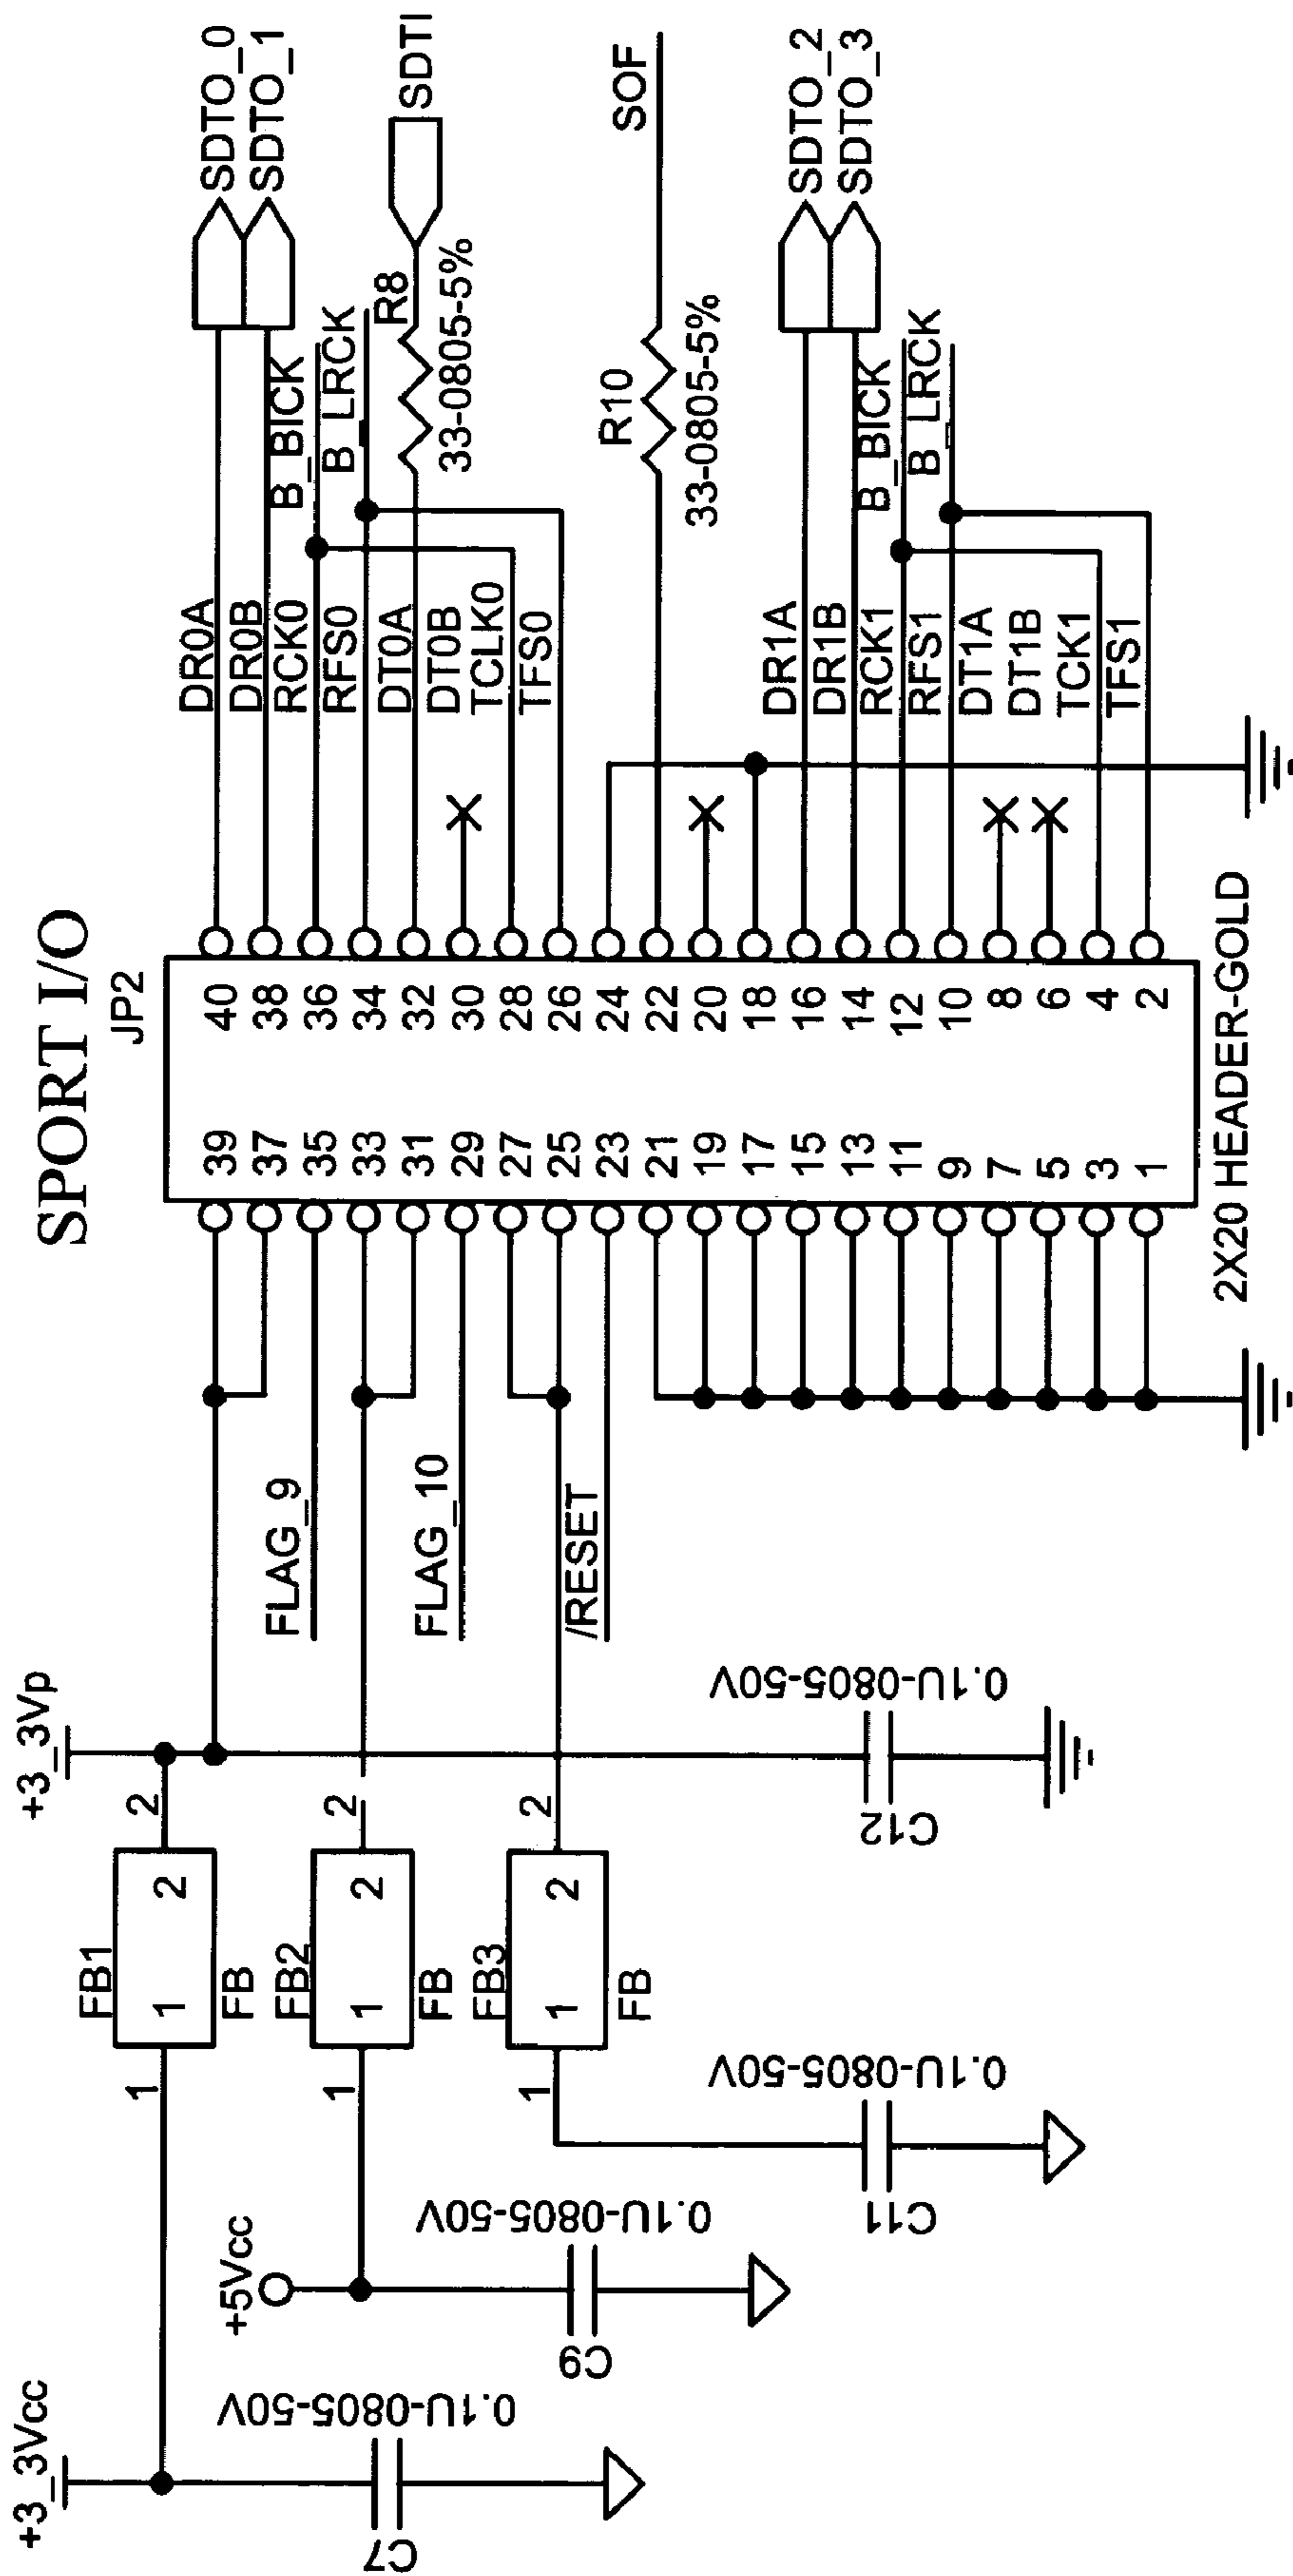 SPORT I/O
JP2
39 40
37 38
35 36
33 34
31 32
29 30
27 28
25 26
23 24
21 22
19 20
17 18
15 16
13 14
11 12
9 10
7 8
5 6
3 4
1 2
2X20 HEADER-GOLD
+3_3Vcc
C7
0.1U-0805-50V
+5Vcc
C9
0.1U-0805-50V
C11
0.1U-0805-50V
+3_3Vp
C12
0.1U-0805-50V
FB1
1
1 2
2
FB
FB2
1
1 2
2
FB
FB3
1
1 2
2
FB
FLAG_9
FLAG_10
/RESET
DR0A
DR0B
RCK0
RFS0
DT0A
DT0B
TCLK0
TFS0
B_BICK
B_LRCK
SDTO_0
SDTO_1
R8
33-0805-5%
SDTI
R10
33-0805-5%
SOF
DR1A
DR1B
RCK1
RFS1
DT1A
DT1B
TCK1
TFS1
B_BICK
B_LRCK
SDTO_2
SDTO_3